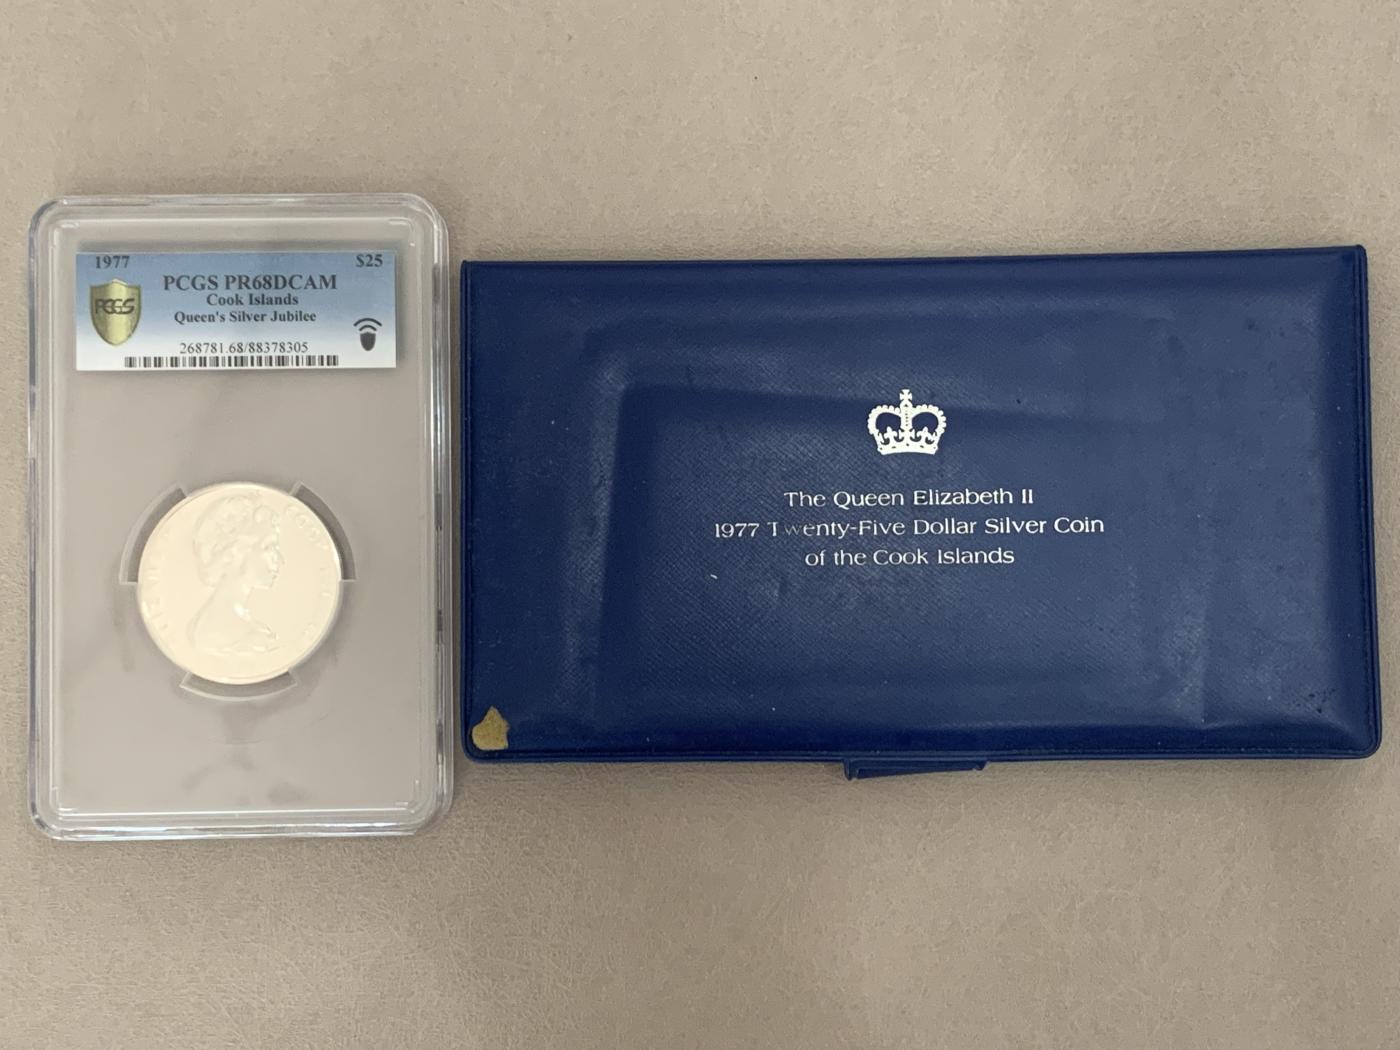 1977 $25
PCGS PR68DCAM
PCGS
Cook Islands
Queen's Silver Jubilee
268781.68/88378305
The Queen Elizabeth II
1977 Twenty-Five Dollar Silver Coin
of the Cook Islands